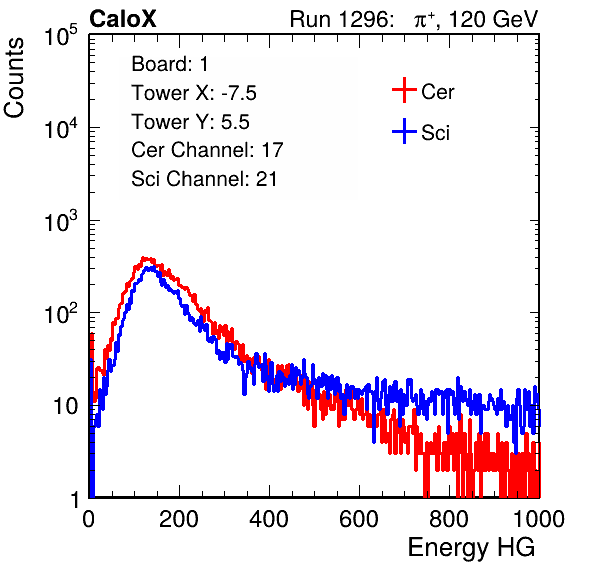 CaloX Run 1296: π⁺, 120 GeV
Board: 1
Tower X: -7.5
Tower Y: 5.5
Cer Channel: 17
Sci Channel: 21
Cer
Sci
Counts
10⁵
10⁴
10³
10²
10
1
0 200 400 600 800 1000
Energy HG